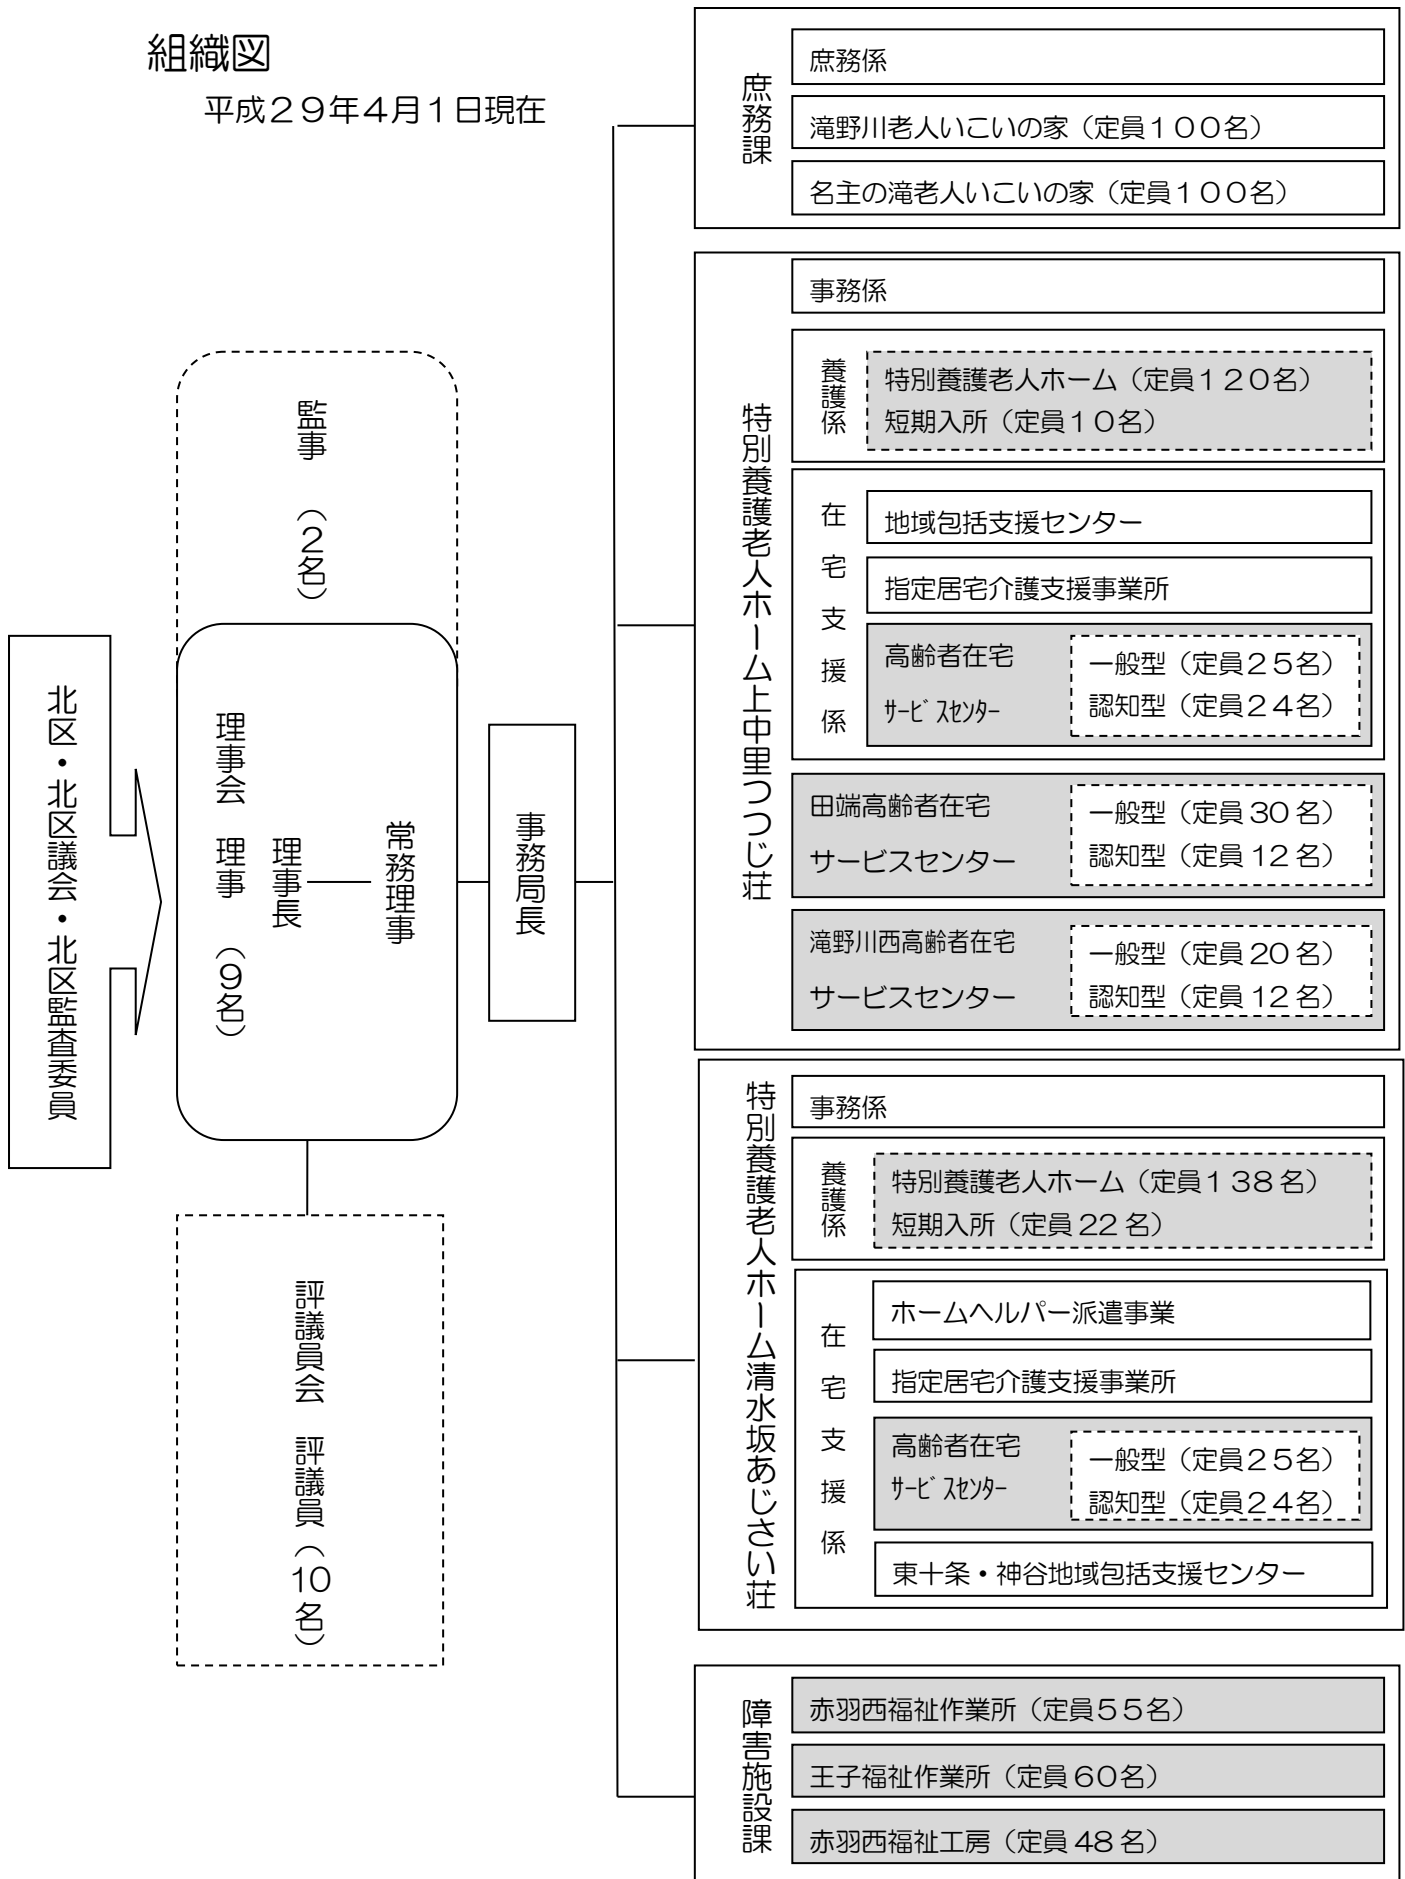 組織図
平成２９年４月１日現在
北区・北区議会・北区監査委員
監事　（２名）
理事会　理事　（９名）
理事長
常務理事
評議員会　評議員（10名）
事務局長
庶務課
庶務係
滝野川老人いこいの家（定員１００名）
名主の滝老人いこいの家（定員１００名）
特別養護老人ホーム上中里つつじ荘
事務係
養護係
特別養護老人ホーム（定員１２０名）
短期入所（定員１０名）
在宅支援係
地域包括支援センター
指定居宅介護支援事業所
高齢者在宅
ｻｰﾋﾞｽｾﾝﾀｰ
一般型（定員２５名）
認知型（定員２４名）
田端高齢者在宅
サービスセンター
一般型（定員 30 名）
認知型（定員 12 名）
滝野川西高齢者在宅
サービスセンター
一般型（定員 20 名）
認知型（定員 12 名）
特別養護老人ホーム清水坂あじさい荘
事務係
養護係
特別養護老人ホーム（定員１38 名）
短期入所（定員 22 名）
在宅支援係
ホームヘルパー派遣事業
指定居宅介護支援事業所
高齢者在宅
ｻｰﾋﾞｽｾﾝﾀｰ
一般型（定員２５名）
認知型（定員２４名）
東十条・神谷地域包括支援センター
障害施設課
赤羽西福祉作業所（定員５５名）
王子福祉作業所（定員 60名）
赤羽西福祉工房（定員 48 名）